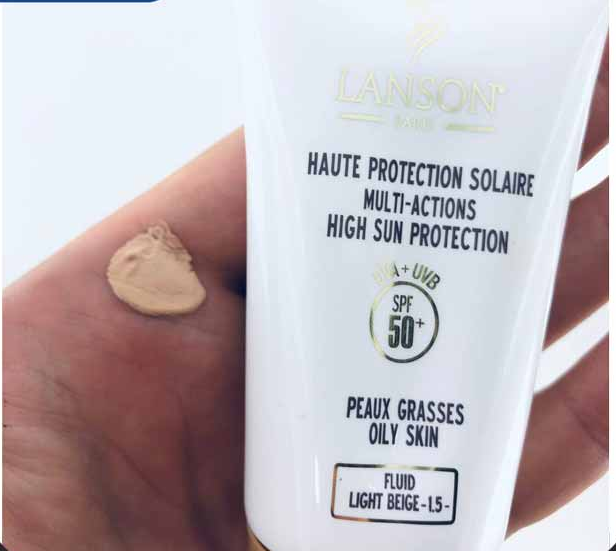 LANSON
PARIS
HAUTE PROTECTION SOLAIRE
MULTI-ACTIONS
HIGH SUN PROTECTION
UVA + UVB
SPF
50+
PEAUX GRASSES
OILY SKIN
FLUID
LIGHT BEIGE-1.5-